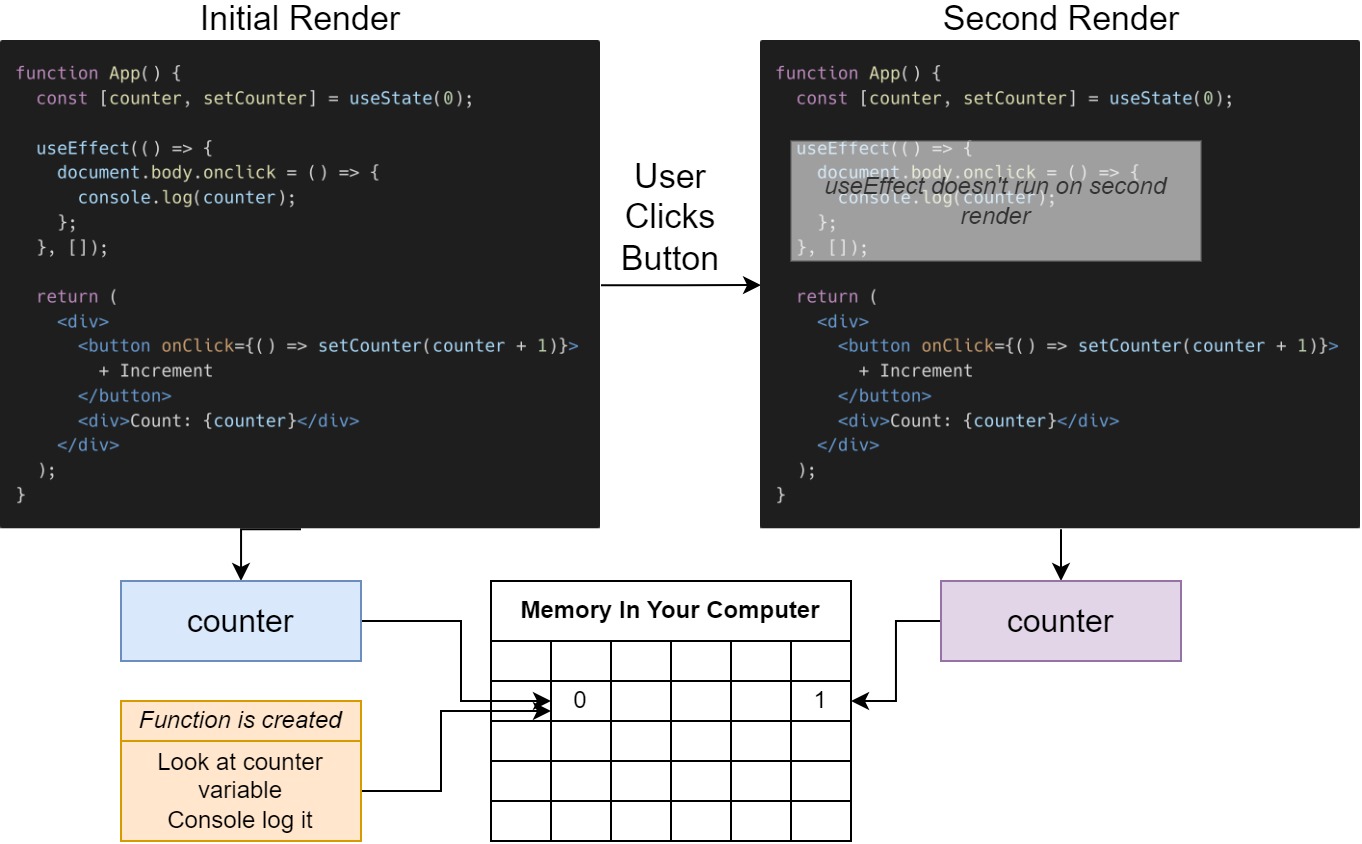 Initial Render
function App() {
  const [counter, setCounter] = useState(0);
  useEffect(() => {
    document.body.onclick = () => {
      console.log(counter);
    };
  }, []);
  return (
    <div>
      <button onClick={() => setCounter(counter + 1)}>
        + Increment
      </button>
      <div>Count: {counter}</div>
    </div>
  );
}
User
Clicks
Button
Second Render
function App() {
  const [counter, setCounter] = useState(0);
  useEffect(() => {
    document.body.onclick = () => {
      console.log(counter);
    };
  }, []);
useEffect doesn't run on second
render
  return (
    <div>
      <button onClick={() => setCounter(counter + 1)}>
        + Increment
      </button>
      <div>Count: {counter}</div>
    </div>
  );
}
counter
Function is created
Look at counter
variable
Console log it
Memory In Your Computer
0 1
counter